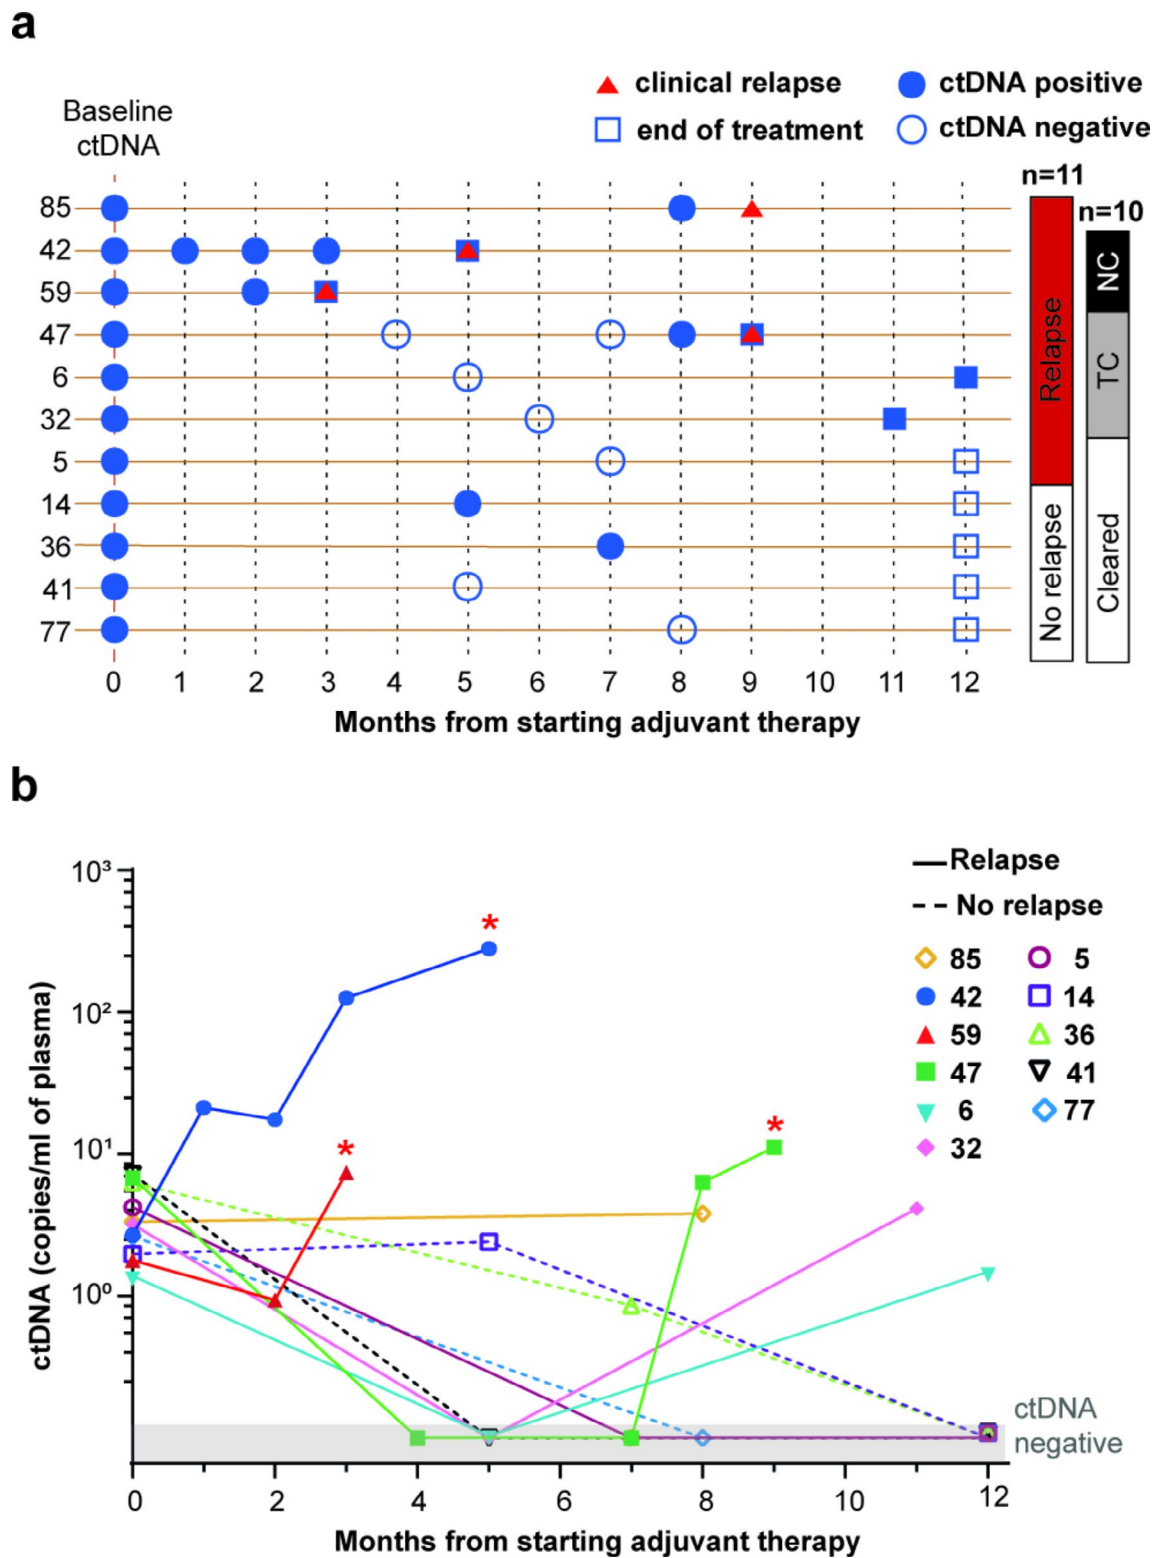 a
clinical relapse
ctDNA positive
end of treatment
ctDNA negative
Baseline
ctDNA
n=11
n=10
85
42
59
47
6
32
5
14
36
41
77
Relapse
No relapse
NC
TC
Cleared
0 1 2 3 4 5 6 7 8 9 10 11 12
Months from starting adjuvant therapy
b
Relapse
No relapse
85 5
42 14
59 36
47 41
6 77
32
10³
10²
10¹
10⁰
ctDNA (copies/ml of plasma)
* * *
ctDNA
negative
0 2 4 6 8 10 12
Months from starting adjuvant therapy